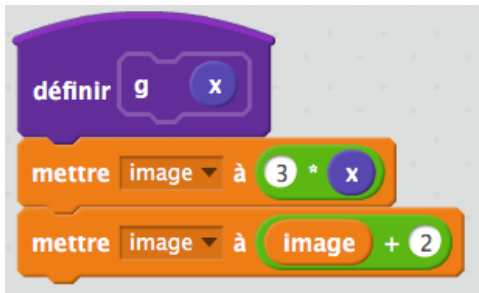 définir g x
mettre image à 3 * x
mettre image à image + 2